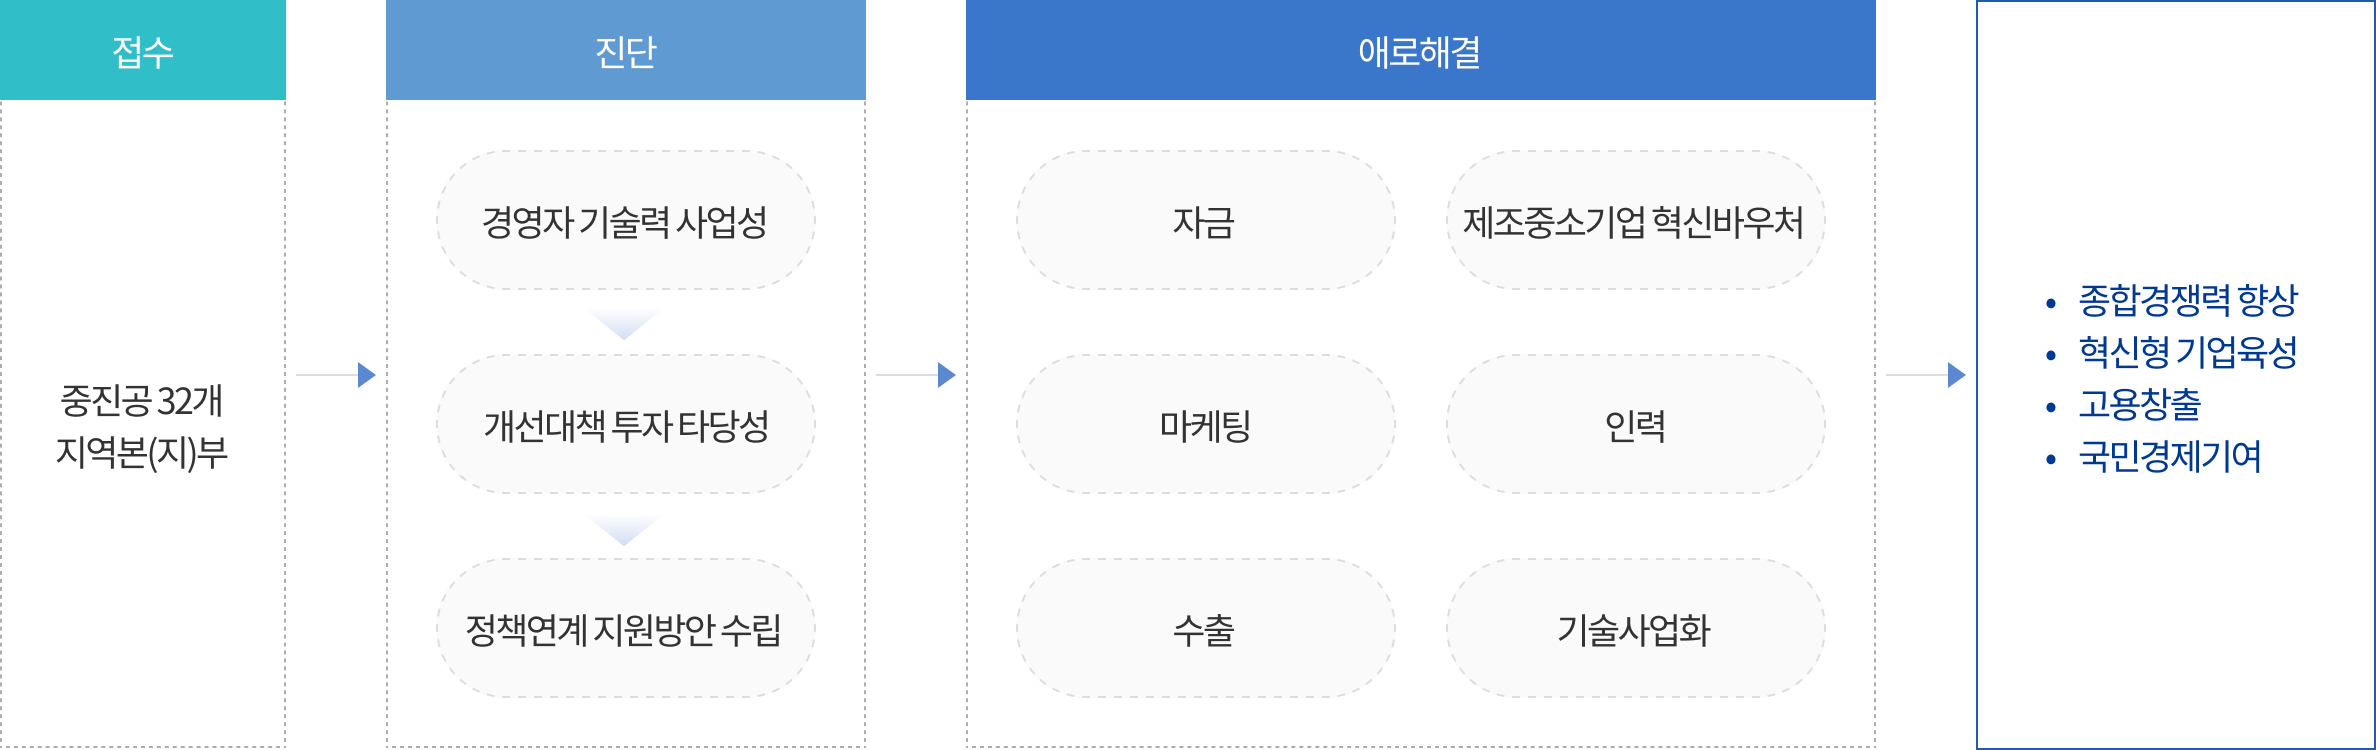 접수
중진공 32개
지역본(지)부
진단
경영자 기술력 사업성
개선대책 투자 타당성
정책연계 지원방안 수립
애로해결
자금
제조중소기업 혁신바우처
마케팅
인력
수출
기술사업화
• 종합경쟁력 향상
• 혁신형 기업육성
• 고용창출
• 국민경제기여